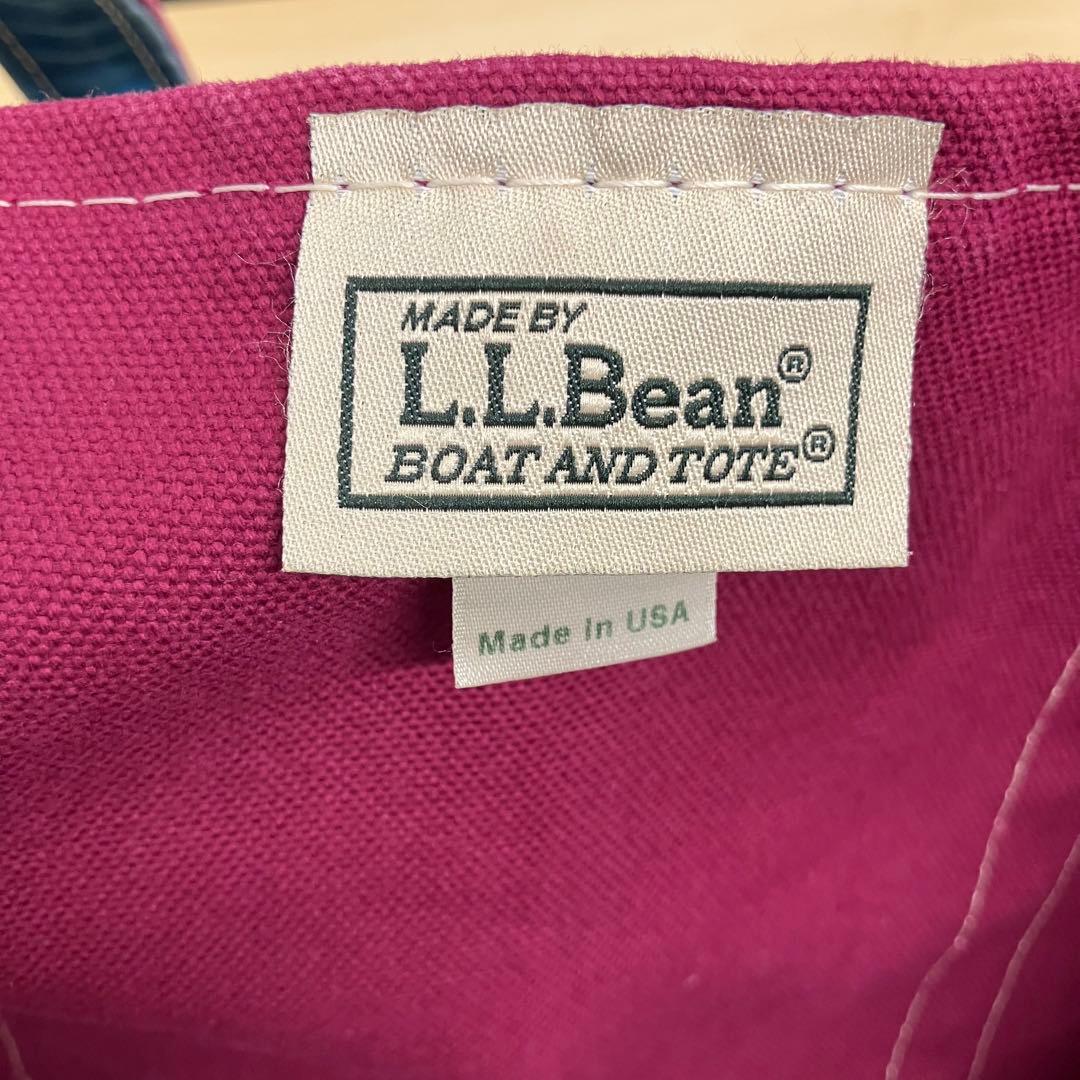 MADE BY
L.L.Bean®
BOAT AND TOTE®
Made in USA